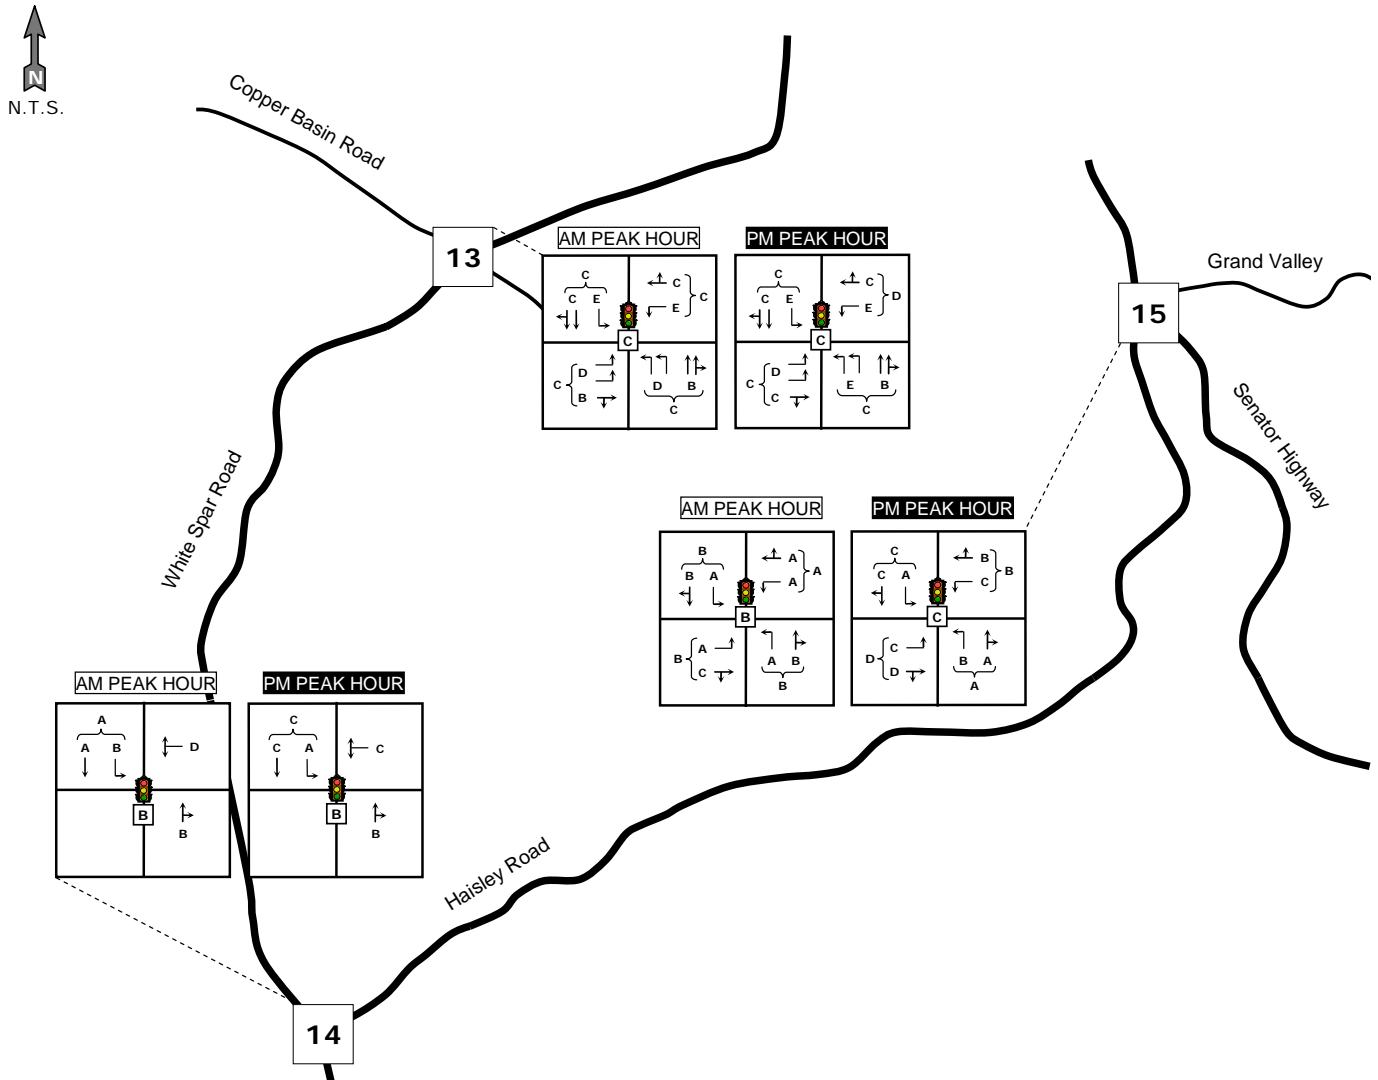 N
N.T.S.
Copper Basin Road
13
AM PEAK HOUR
PM PEAK HOUR
C
C E
C
E
C
C
D
B
C
D B
C
C
C E
C
E
D
C
D
C
C
E B
C
Grand Valley
15
Senator Highway
White Spar Road
AM PEAK HOUR
PM PEAK HOUR
B
B A
A
A
A
B
A
C
B
A B
B
C
C A
B
C
B
D
C
D
C
B A
A
AM PEAK HOUR
PM PEAK HOUR
A
A B
D
B
B
C
C A
C
B
B
Haisley Road
14